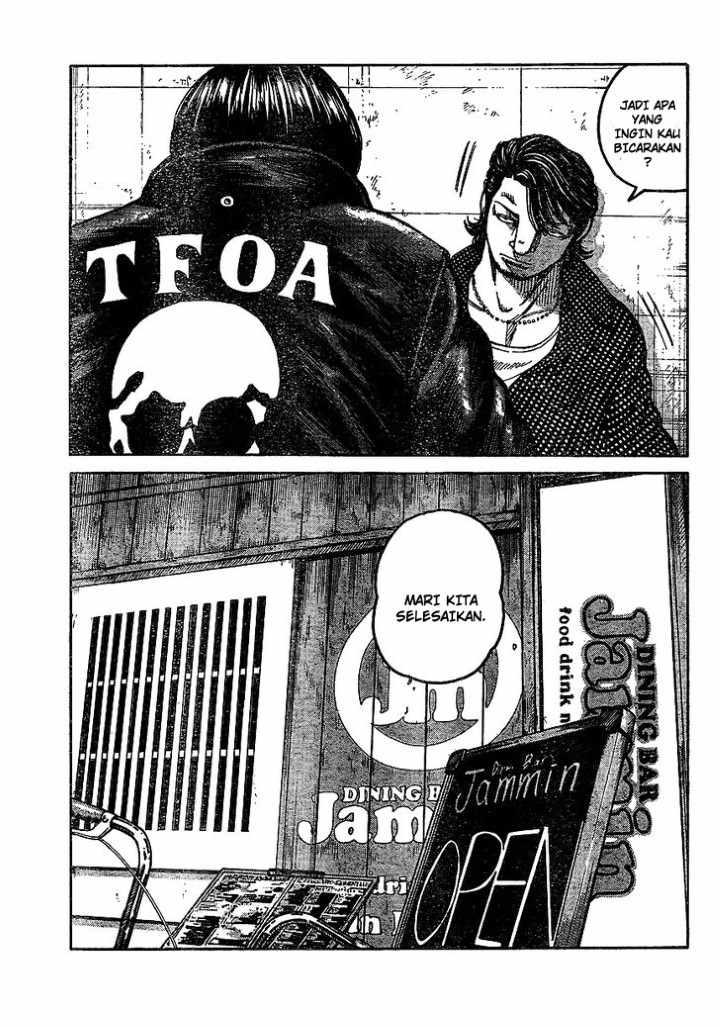 JADI APA
YANG
INGIN KAU
BICARAKAN
?
TFOA
MARI KITA
SELESAIKAN.
Jm
DINING BAR
Jammin
food drink
DINING B
Jam
Jammin
OPEN